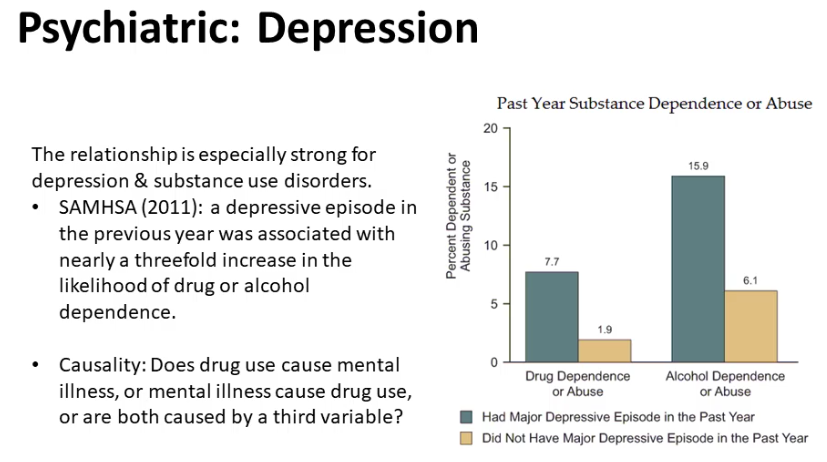 Psychiatric: Depression
The relationship is especially strong for
depression & substance use disorders.
• SAMHSA (2011): a depressive episode in
the previous year was associated with
nearly a threefold increase in the
likelihood of drug or alcohol
dependence.
• Causality: Does drug use cause mental
illness, or mental illness cause drug use,
or are both caused by a third variable?
Past Year Substance Dependence or Abuse
Percent Dependent or
Abusing Substance
20
15
10
5
0
7.7
1.9
15.9
6.1
Drug Dependence
or Abuse
Alcohol Dependence
or Abuse
Had Major Depressive Episode in the Past Year
Did Not Have Major Depressive Episode in the Past Year